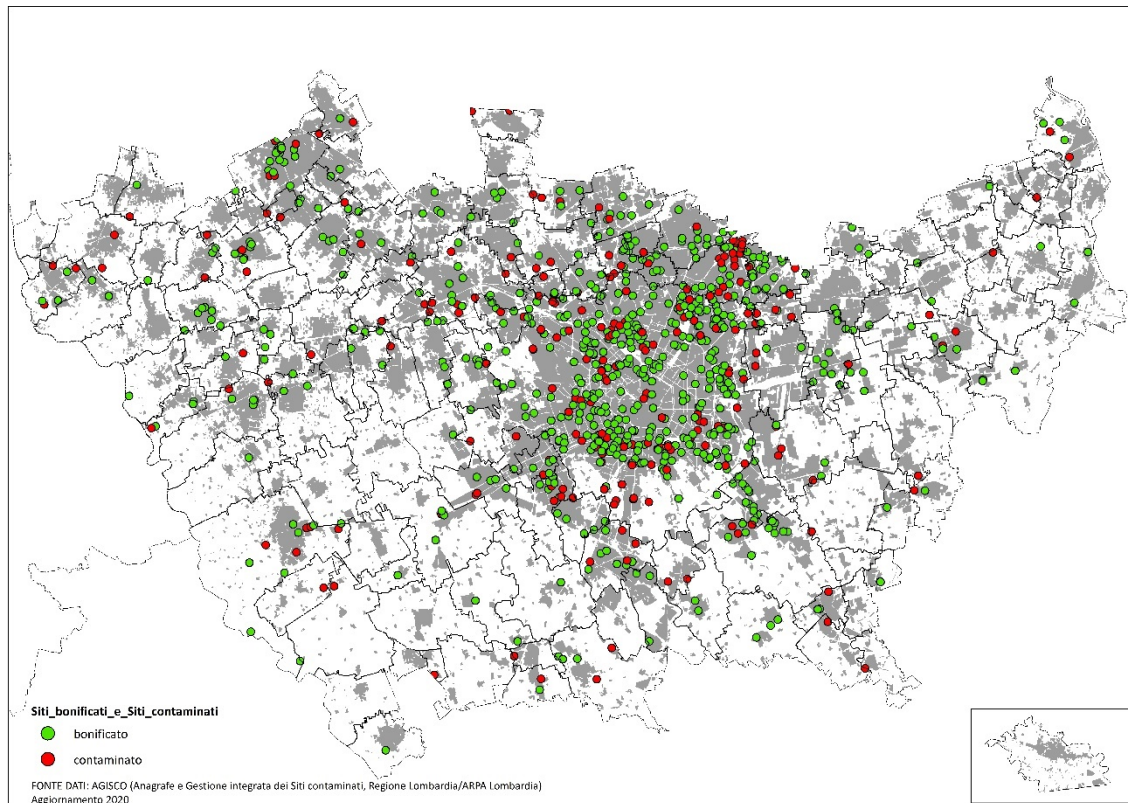 Siti_bonificati_e_Siti_contaminati
bonificato
contaminato
FONTE DATI: AGISCO (Anagrafe e Gestione integrata dei Siti contaminati, Regione Lombardia/ARPA Lombardia)
Aggiornamento 2020